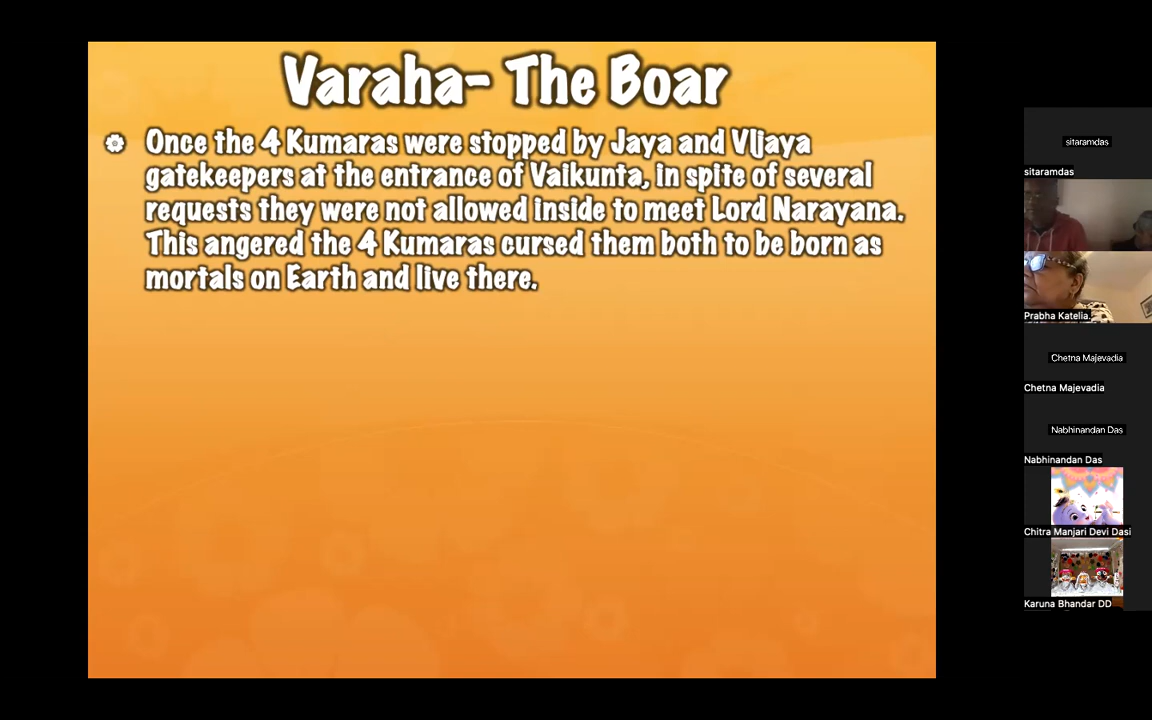 Varaha- The Boar
Once the 4 Kumaras were stopped by Jaya and VIjaya
gatekeepers at the entrance of Vaikunta, in spite of several
requests they were not allowed inside to meet Lord Narayana.
This angered the 4 Kumaras cursed them both to be born as
mortals on Earth and live there.
sitaramdas
sitaramdas
Prabha Katelia.
Chetna Majevadia
Chetna Majevadia
Nabhinandan Das
Nabhinandan Das
Chitra Manjari Devi Dasi
Karuna Bhandar DD